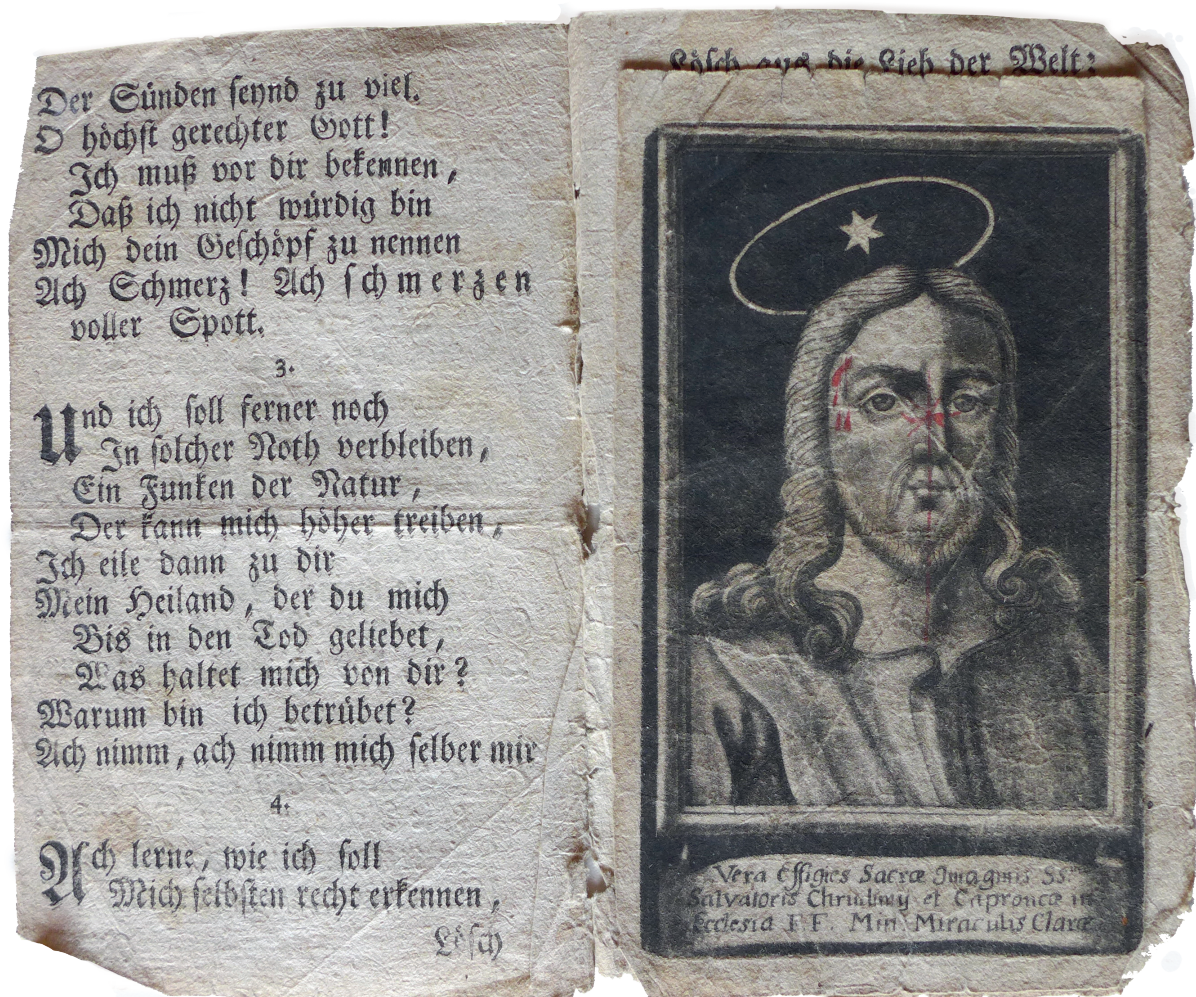 Der Sünden seynd zu viel.
O höchst gerechter Gott!
Ich muß vor dir bekennen,
Daß ich nicht würdig bin
Mich dein Geschöpf zu nennen
Ach Schmerz! Ach schmerzen
voller Spott.
3.
Und ich soll ferner noch
In solcher Noth verbleiben,
Ein Funken der Natur,
Der kann mich höher treiben,
Ich eile dann zu dir
Mein Heiland, der du mich
Bis in den Tod geliebet,
Was haltet mich von dir?
Warum bin ich betrübet?
Ach nimm, ach nimm mich selber mir
4.
Ach lerne, wie ich soll
Mich selbsten recht erkennen,
Lösch
Lösch aus die Lieb der Welt:
Vera Effigies Sacræ Imaginis SS.
Salvatoris Chrudimij et Caproncæ in
Ecclesia F F. Min Miraculis Claræ